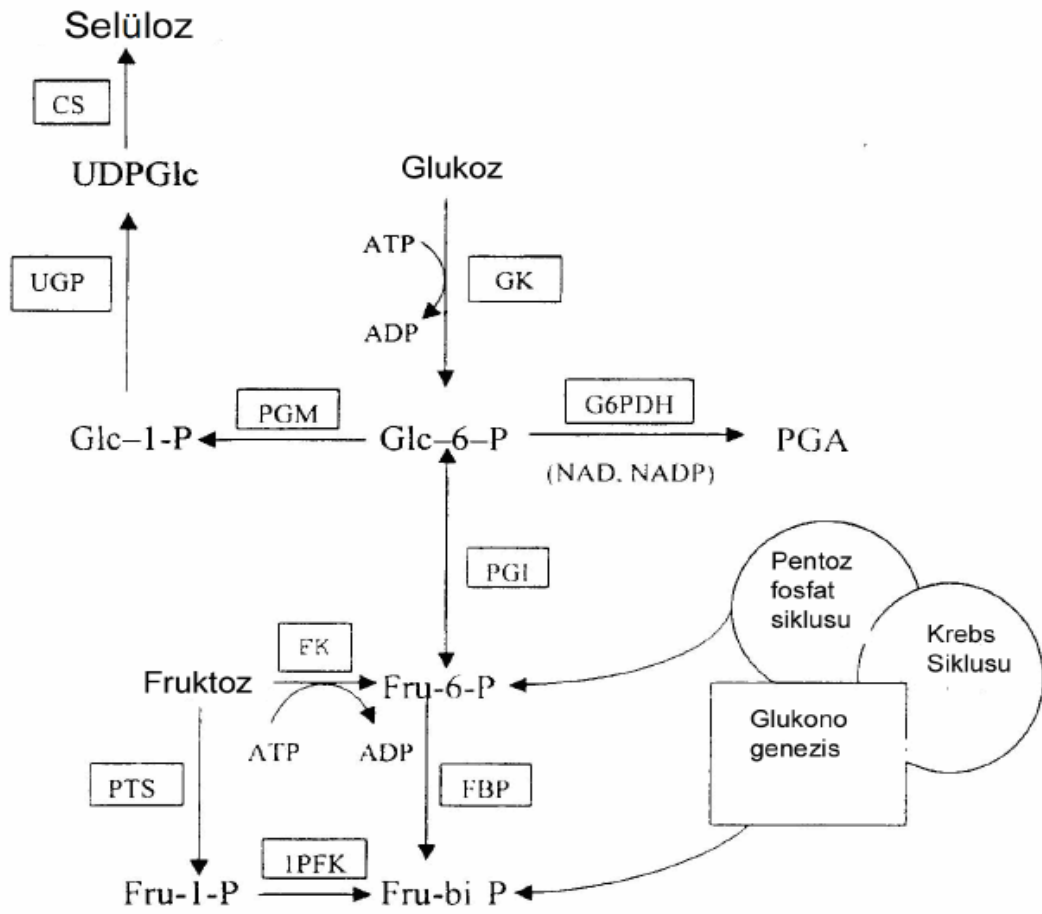 Selüloz
CS
UDPGlc
Glukoz
ATP
UGP
GK
ADP
PGM
G6PDH
Glc–1-P
Glc–6–P
PGA
(NAD. NADP)
PGI
Pentoz
fosfat
siklusu
Krebs
Siklusu
FK
Fruktoz
Fru-6-P
Glukono
genezis
ATP
ADP
PTS
FBP
1PFK
Fru-1-P
Fru-bi P